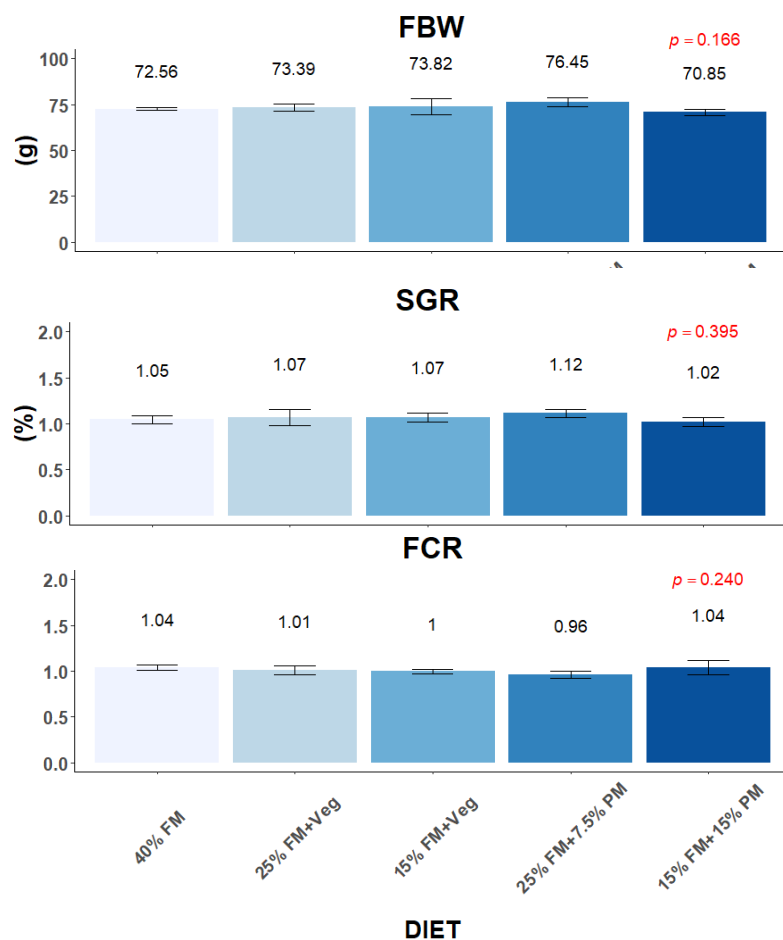 FBW
p = 0.166
100
72.56 73.39 73.82 76.45 70.85
75
(g)
50
25
0
SGR
2.0
p = 0.395
1.5
1.05 1.07 1.07 1.12 1.02
(%)
1.0
0.5
0.0
FCR
2.0
p = 0.240
1.5
1.04 1.01 1 0.96 1.04
1.0
0.5
0.0
40% FM
25% FM+Veg
15% FM+Veg
25% FM+7.5% PM
15% FM+15% PM
DIET